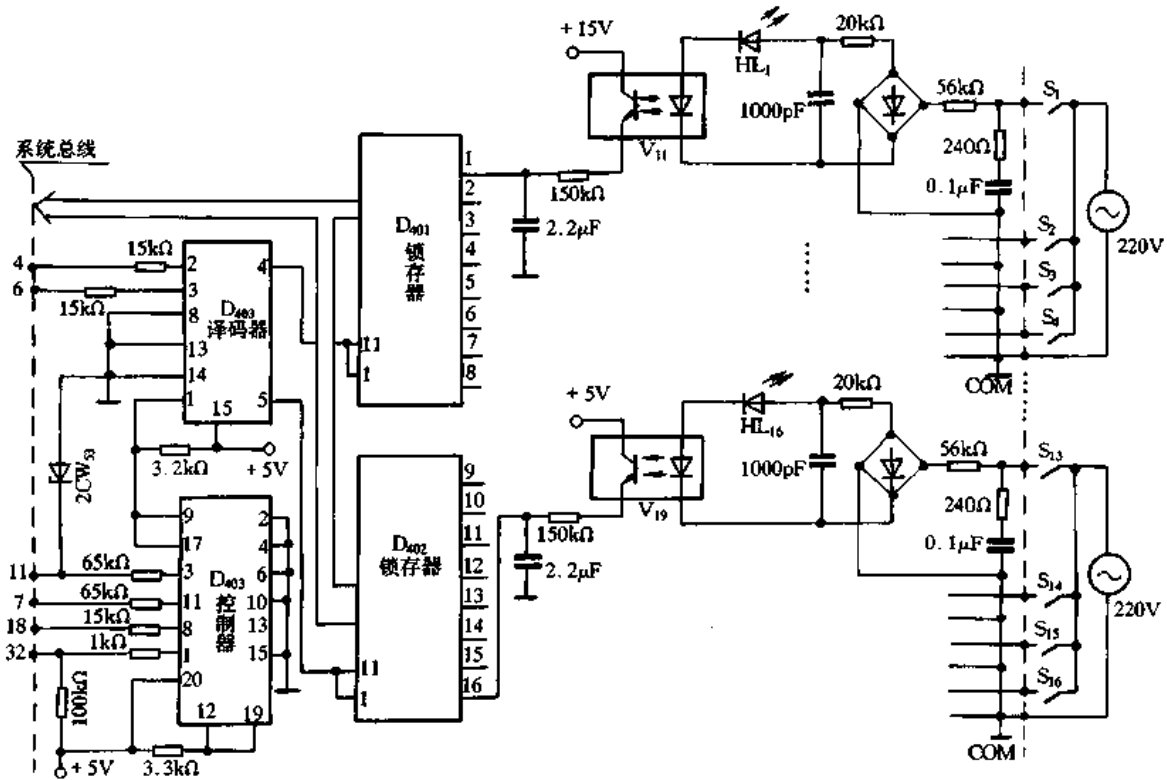 +15V
HL₁
20kΩ
1000pF
56kΩ
S₁
240Ω
0.1μF
220V
V₁₁
系统总线
1
2
3
4
5
6
7
8
D₄₀₁
锁存器
11
1
150kΩ
2.2μF
S₂
S₃
COM
4
15kΩ
2
4
6
15kΩ
3
8
D₄₀₃
译码器
13
14
1
15
5
3.2kΩ
+5V
2CW₅₃
+5V
HL₁₆
20kΩ
1000pF
56kΩ
S₁₃
240Ω
0.1μF
220V
V₁₉
9
10
11
12
13
14
15
16
D₄₀₂
锁存器
11
1
150kΩ
2.2μF
S₁₄
S₁₅
S₁₆
COM
9
17
2
4
11
65kΩ
3
6
D₄₀₃
控制器
7
65kΩ
11
10
18
15kΩ
8
13
32
1kΩ
1
15
20
12
19
100kΩ
+5V
3.3kΩ